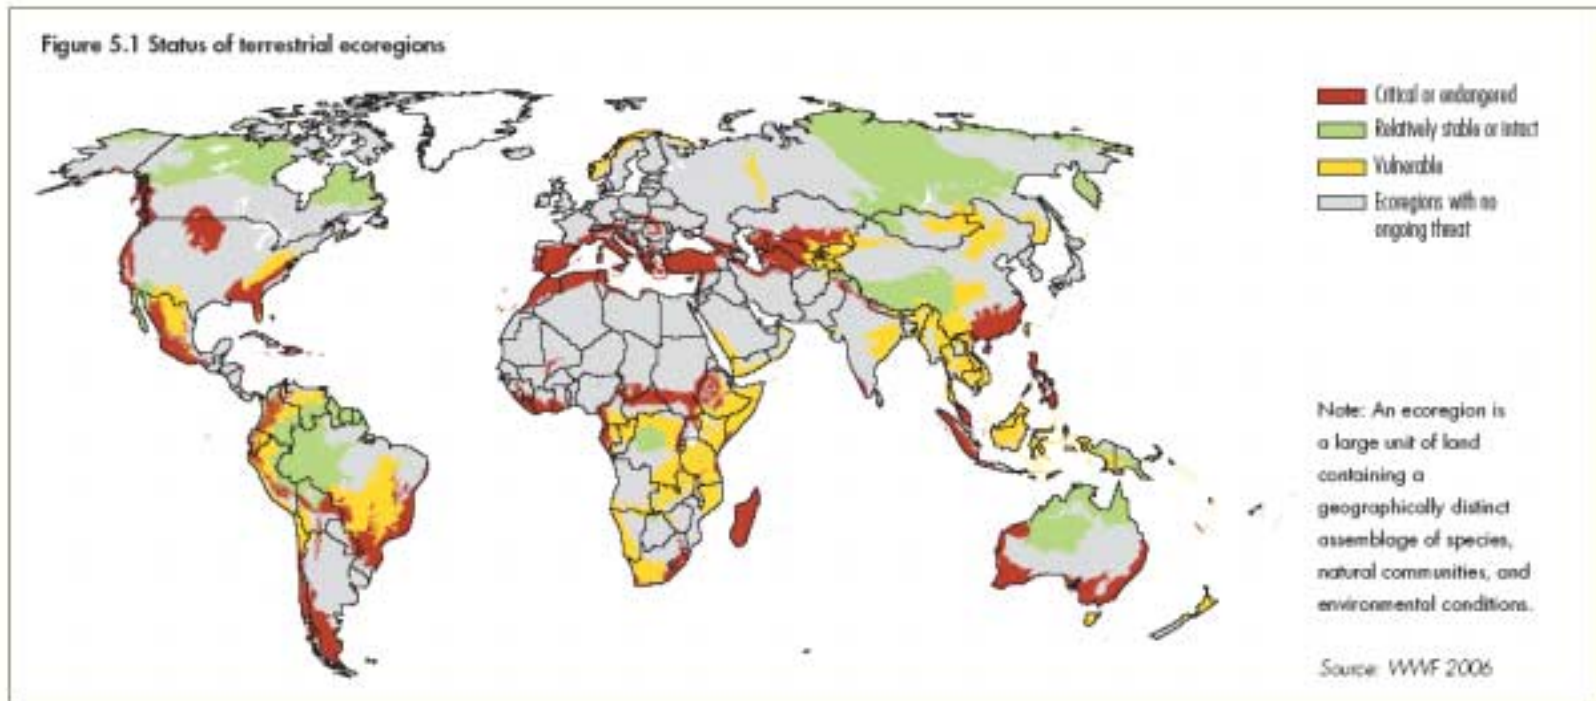 Figure 5.1 Status of terrestrial ecoregions
Critical or endangered
Relatively stable or intact
Vulnerable
Ecoregions with no
ongoing threat
Note: An ecoregion is
a large unit of land
containing a
geographically distinct
assemblage of species,
natural communities, and
environmental conditions.
Source: WWF 2006